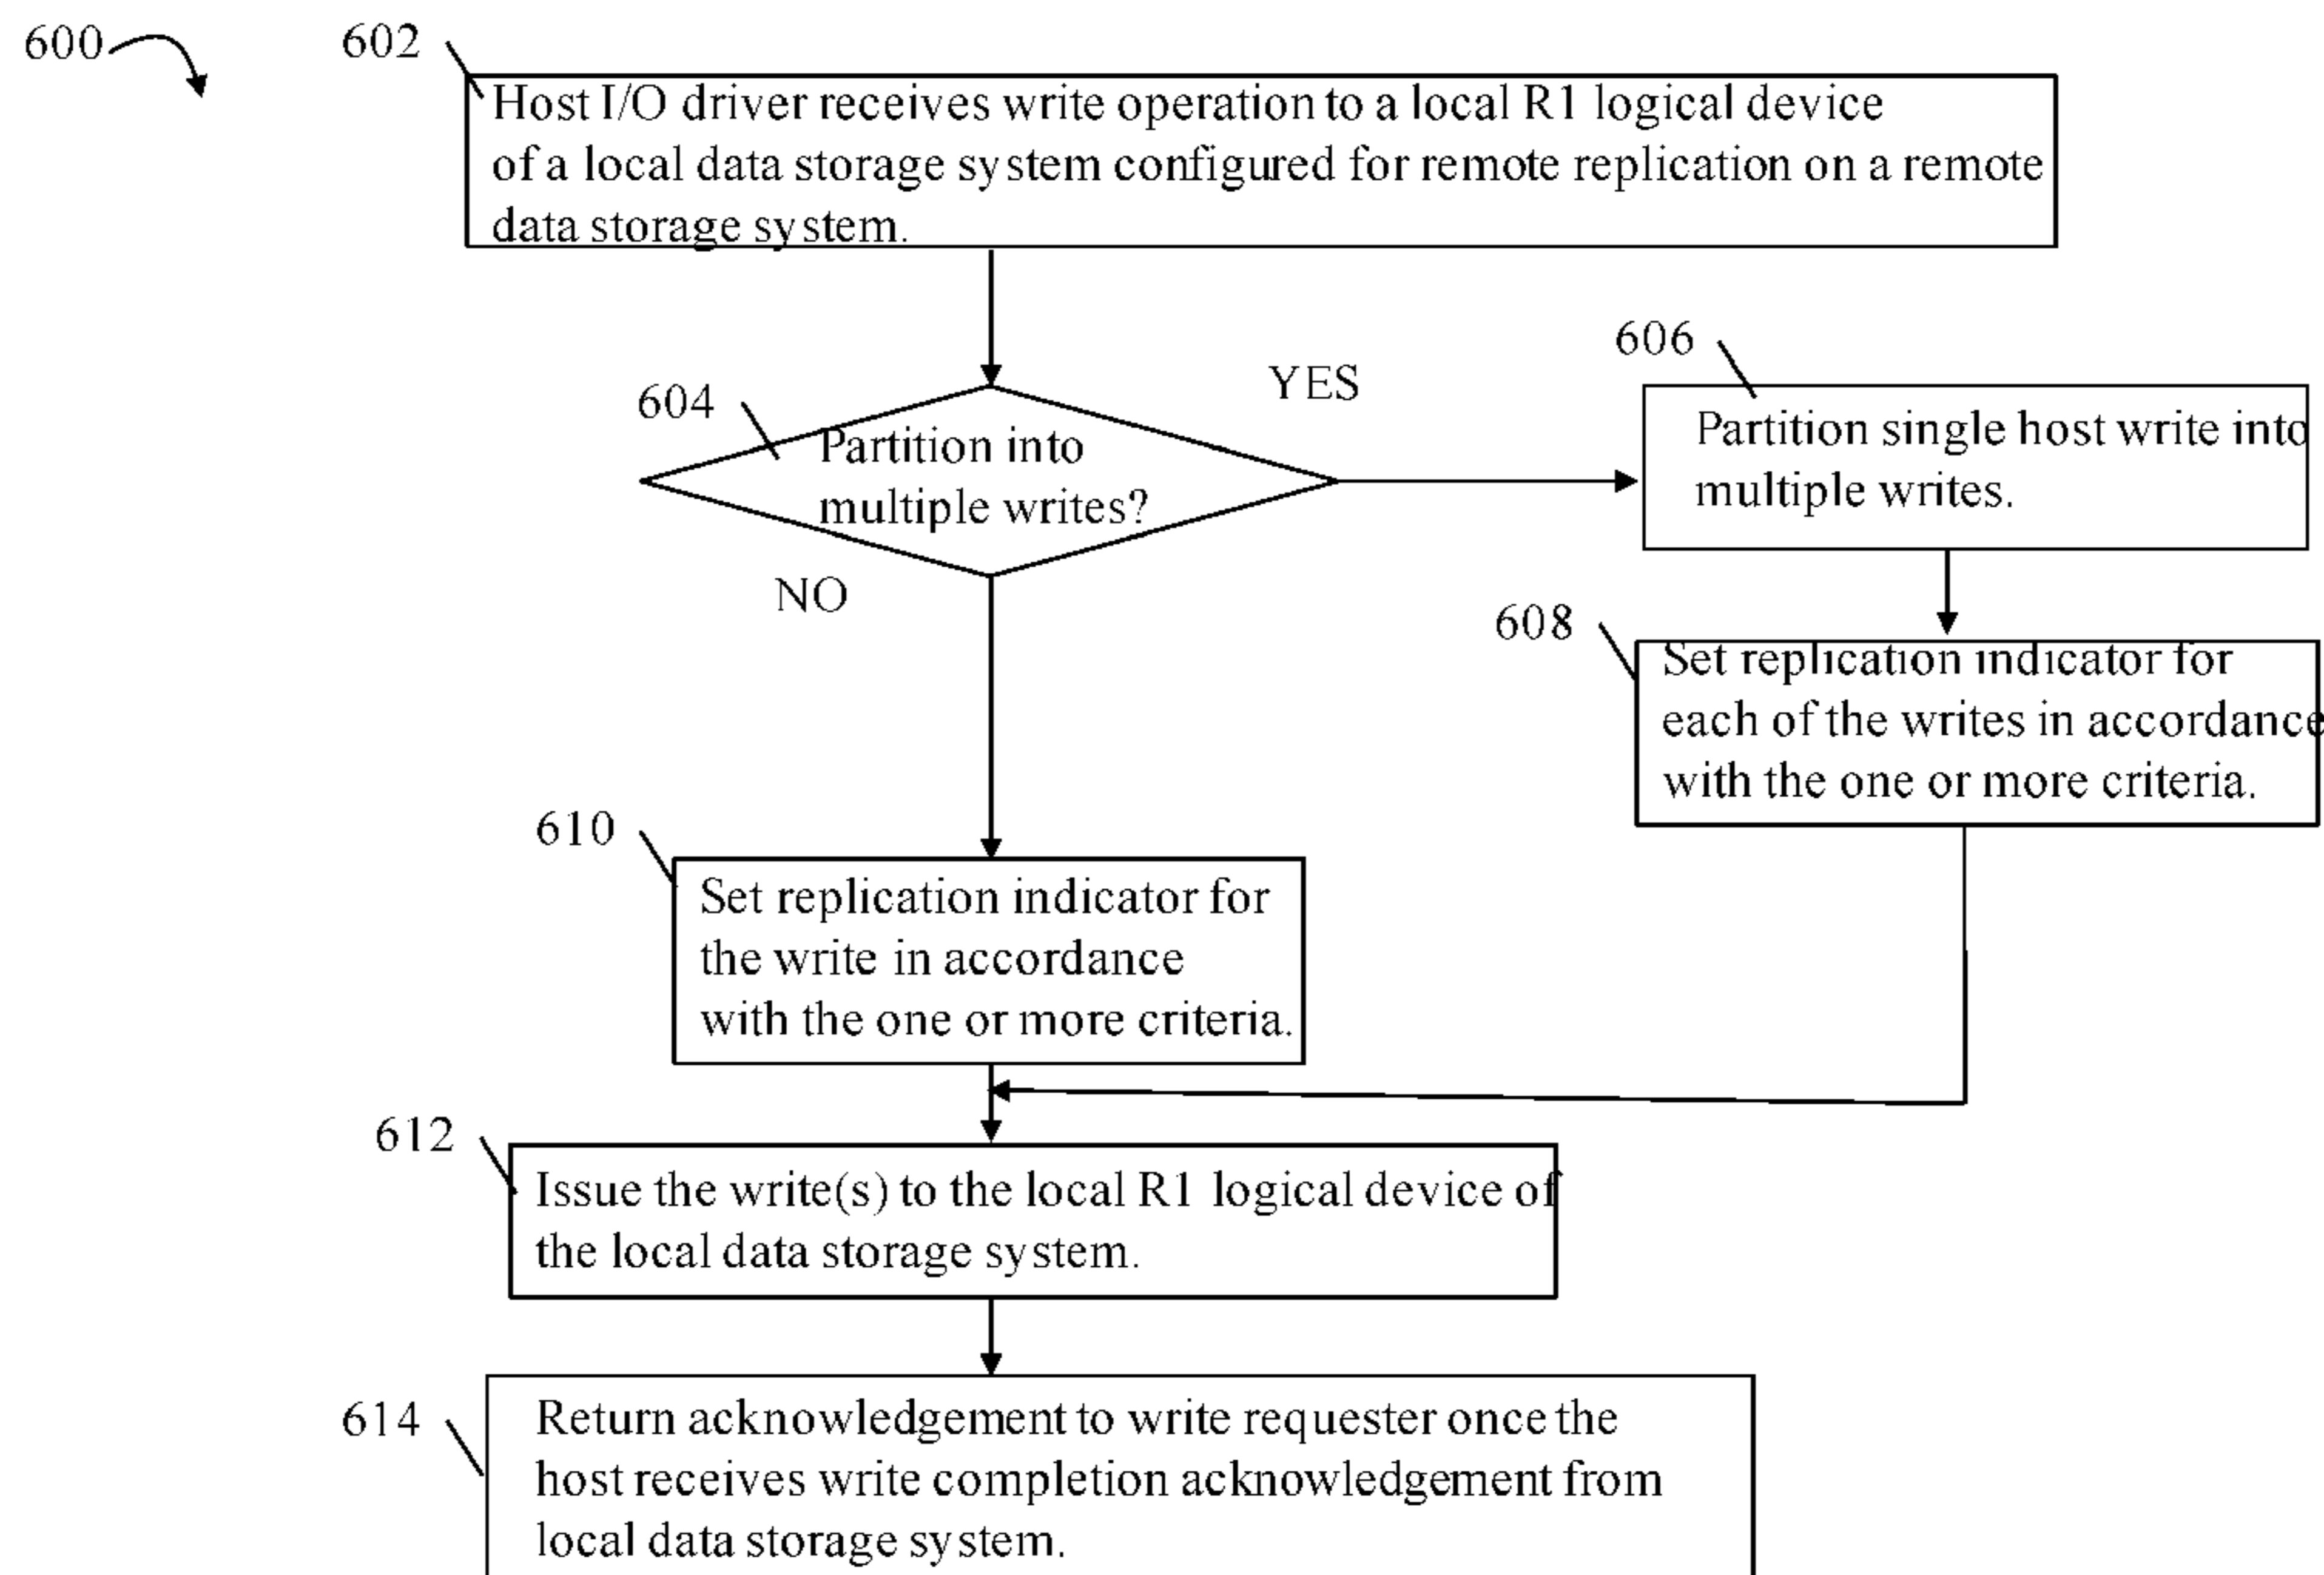 600
602
Host I/O driver receives write operation to a local R1 logical device
of a local data storage system configured for remote replication on a remote
data storage system.
604
Partition into
multiple writes?
YES
NO
606
Partition single host write into
multiple writes.
608
Set replication indicator for
each of the writes in accordance
with the one or more criteria.
610
Set replication indicator for
the write in accordance
with the one or more criteria.
612
Issue the write(s) to the local R1 logical device of
the local data storage system.
614
Return acknowledgement to write requester once the
host receives write completion acknowledgement from
local data storage system.